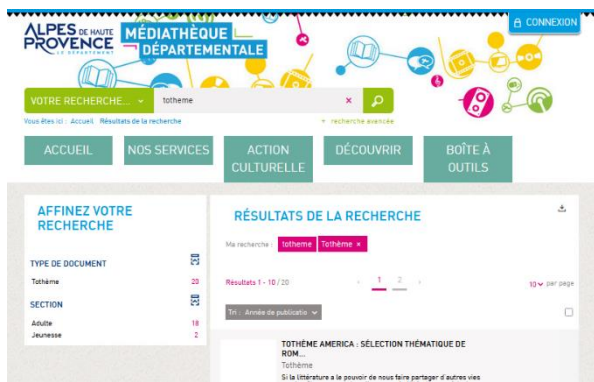 ALPES DE HAUTE
PROVENCE
LE DÉPARTEMENT
MÉDIATHÈQUE
DÉPARTEMENTALE
CONNEXION
VOTRE RECHERCHE...
totheme
×
Vous êtes ici : Accueil Résultats de la recherche
recherche avancée
ACCUEIL
NOS SERVICES
ACTION
CULTURELLE
DÉCOUVRIR
BOÎTE À
OUTILS
AFFINEZ VOTRE
RECHERCHE
TYPE DE DOCUMENT
Tothème 20
SECTION
Adulte 18
Jeunesse 2
RÉSULTATS DE LA RECHERCHE
Ma recherche : totheme Tothème ×
Résultats 1 - 10 / 20
‹ 1 2 ›
10 par page
Tri : Année de publicatio
TOTHÈME AMERICA : SÉLECTION THÉMATIQUE DE
ROM...
Tothème
Si la littérature a le pouvoir de nous faire partager d'autres vies